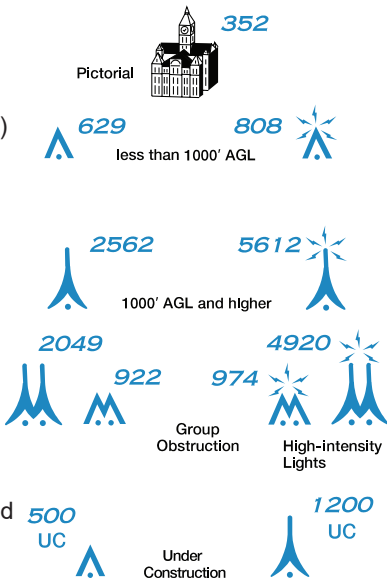 352
Pictorial
)
629 808
less than 1000′ AGL
2562 5612
1000′ AGL and higher
2049 4920
922 974
Group
Obstruction
High-intensity
Lights
d
500
UC
1200
UC
Under
Construction